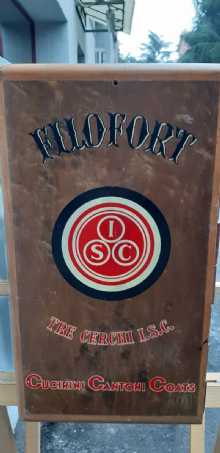 FILOFORT
I
S C
TRE CERCHI I.S.C.
CUCIRINI CANTONI COATS